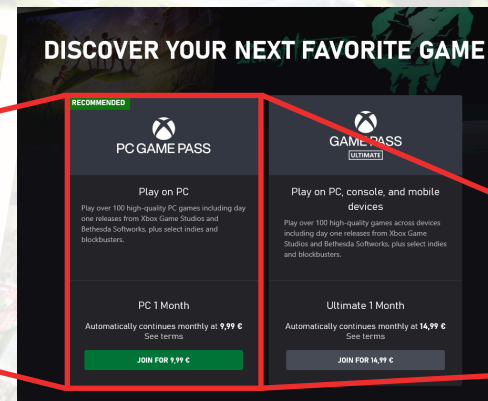 DISCOVER YOUR NEXT FAVORITE GAME
RECOMMENDED
PC GAME PASS
Play on PC
Play over 100 high-quality PC games including day
one releases from Xbox Game Studios and
Bethesda Softworks, plus select indies and
blockbusters.
PC 1 Month
Automatically continues monthly at 9,99 €
See terms
JOIN FOR 9,99 €
GAME PASS
ULTIMATE
Play on PC, console, and mobile
devices
Play over 100 high-quality games across devices
including day one releases from Xbox Game
Studios and Bethesda Softworks, plus select indies
and blockbusters.
Ultimate 1 Month
Automatically continues monthly at 14,99 €
See terms
JOIN FOR 14,99 €